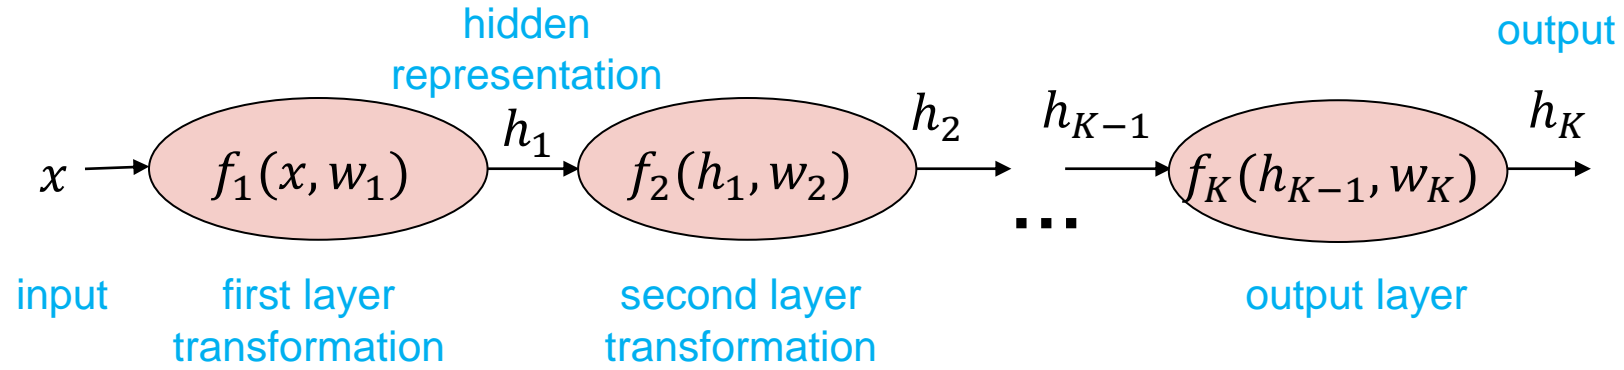 hidden
representation
output
x
f_1(x, w_1)
h_1
f_2(h_1, w_2)
h_2
...
h_{K-1}
f_K(h_{K-1}, w_K)
h_K
input
first layer
transformation
second layer
transformation
output layer